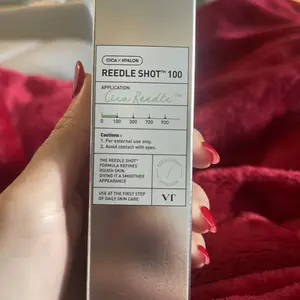 CICA × HYALON
REEDLE SHOT™ 100
APPLICATION
Cica Reedle™
0 100 300 700 900
Cautions :
1. For external use only.
2. Avoid contact with eyes.
THE REEDLE SHOT™
FORMULA REFINES
ROUGH SKIN,
GIVING IT A SMOOTHER
APPEARANCE
USE AT THE FIRST STEP
OF DAILY SKIN CARE
VT